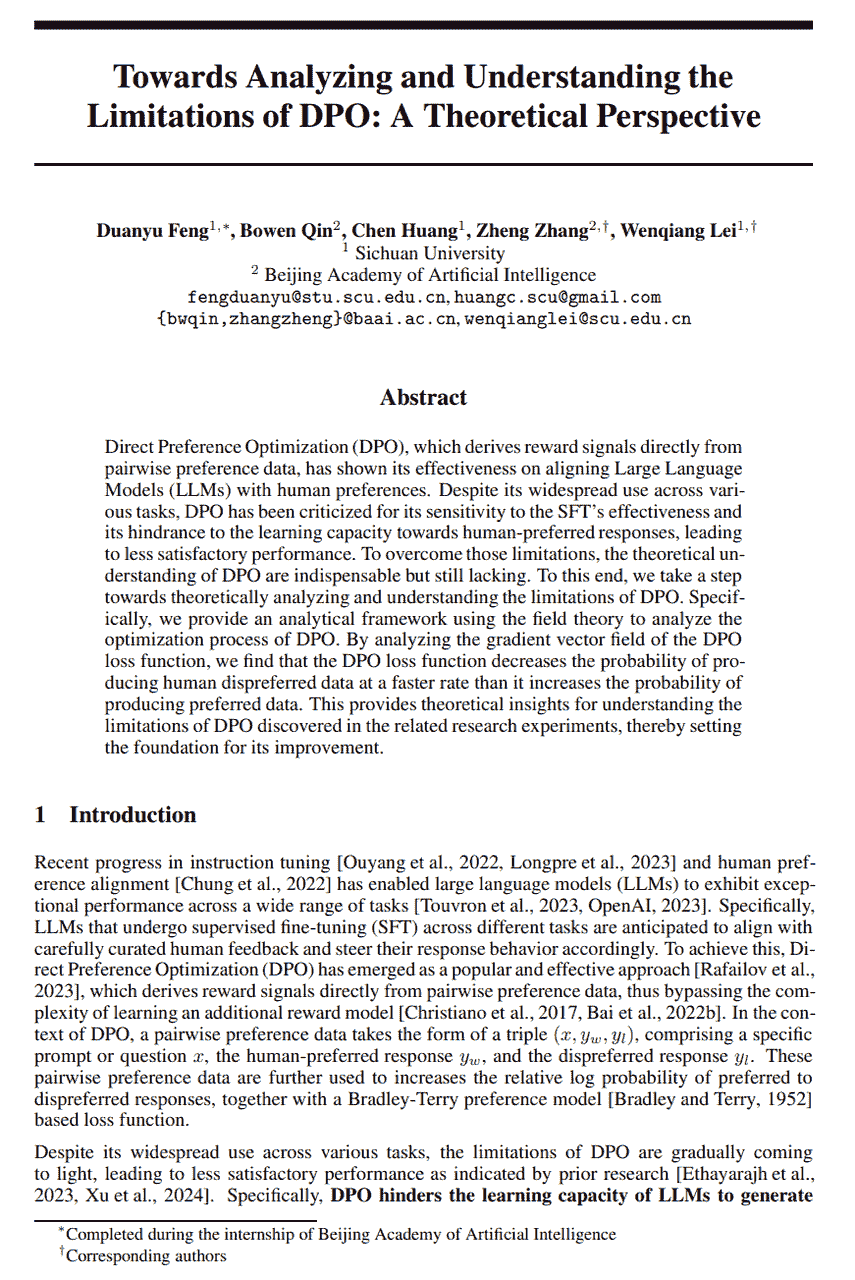 Towards Analyzing and Understanding the
Limitations of DPO: A Theoretical Perspective
Duanyu Feng1,*, Bowen Qin2, Chen Huang1, Zheng Zhang2,†, Wenqiang Lei1,†
1 Sichuan University
2 Beijing Academy of Artificial Intelligence
fengduanyu@stu.scu.edu.cn, huangc.scu@gmail.com
{bwqin,zhangzheng}@baai.ac.cn, wenqianglei@scu.edu.cn
Abstract
Direct Preference Optimization (DPO), which derives reward signals directly from
pairwise preference data, has shown its effectiveness on aligning Large Language
Models (LLMs) with human preferences. Despite its widespread use across vari-
ous tasks, DPO has been criticized for its sensitivity to the SFT's effectiveness and
its hindrance to the learning capacity towards human-preferred responses, leading
to less satisfactory performance. To overcome those limitations, the theoretical un-
derstanding of DPO are indispensable but still lacking. To this end, we take a step
towards theoretically analyzing and understanding the limitations of DPO. Specif-
ically, we provide an analytical framework using the field theory to analyze the
optimization process of DPO. By analyzing the gradient vector field of the DPO
loss function, we find that the DPO loss function decreases the probability of pro-
ducing human dispreferred data at a faster rate than it increases the probability of
producing preferred data. This provides theoretical insights for understanding the
limitations of DPO discovered in the related research experiments, thereby setting
the foundation for its improvement.
1 Introduction
Recent progress in instruction tuning [Ouyang et al., 2022, Longpre et al., 2023] and human pref-
erence alignment [Chung et al., 2022] has enabled large language models (LLMs) to exhibit excep-
tional performance across a wide range of tasks [Touvron et al., 2023, OpenAI, 2023]. Specifically,
LLMs that undergo supervised fine-tuning (SFT) across different tasks are anticipated to align with
carefully curated human feedback and steer their response behavior accordingly. To achieve this, Di-
rect Preference Optimization (DPO) has emerged as a popular and effective approach [Rafailov et al.,
2023], which derives reward signals directly from pairwise preference data, thus bypassing the com-
plexity of learning an additional reward model [Christiano et al., 2017, Bai et al., 2022b]. In the con-
text of DPO, a pairwise preference data takes the form of a triple (x, yw, yl), comprising a specific
prompt or question x, the human-preferred response yw, and the dispreferred response yl. These
pairwise preference data are further used to increases the relative log probability of preferred to
dispreferred responses, together with a Bradley-Terry preference model [Bradley and Terry, 1952]
based loss function.
Despite its widespread use across various tasks, the limitations of DPO are gradually coming
to light, leading to less satisfactory performance as indicated by prior research [Ethayarajh et al.,
2023, Xu et al., 2024]. Specifically, DPO hinders the learning capacity of LLMs to generate
*Completed during the internship of Beijing Academy of Artificial Intelligence
†Corresponding authors